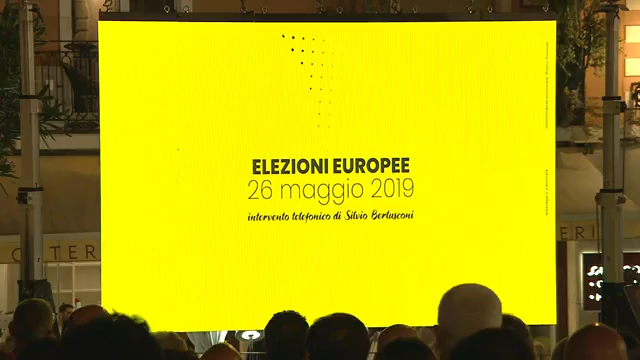 ELEZIONI EUROPEE
26 maggio 2019
intervento telefonico di Silvio Berlusconi